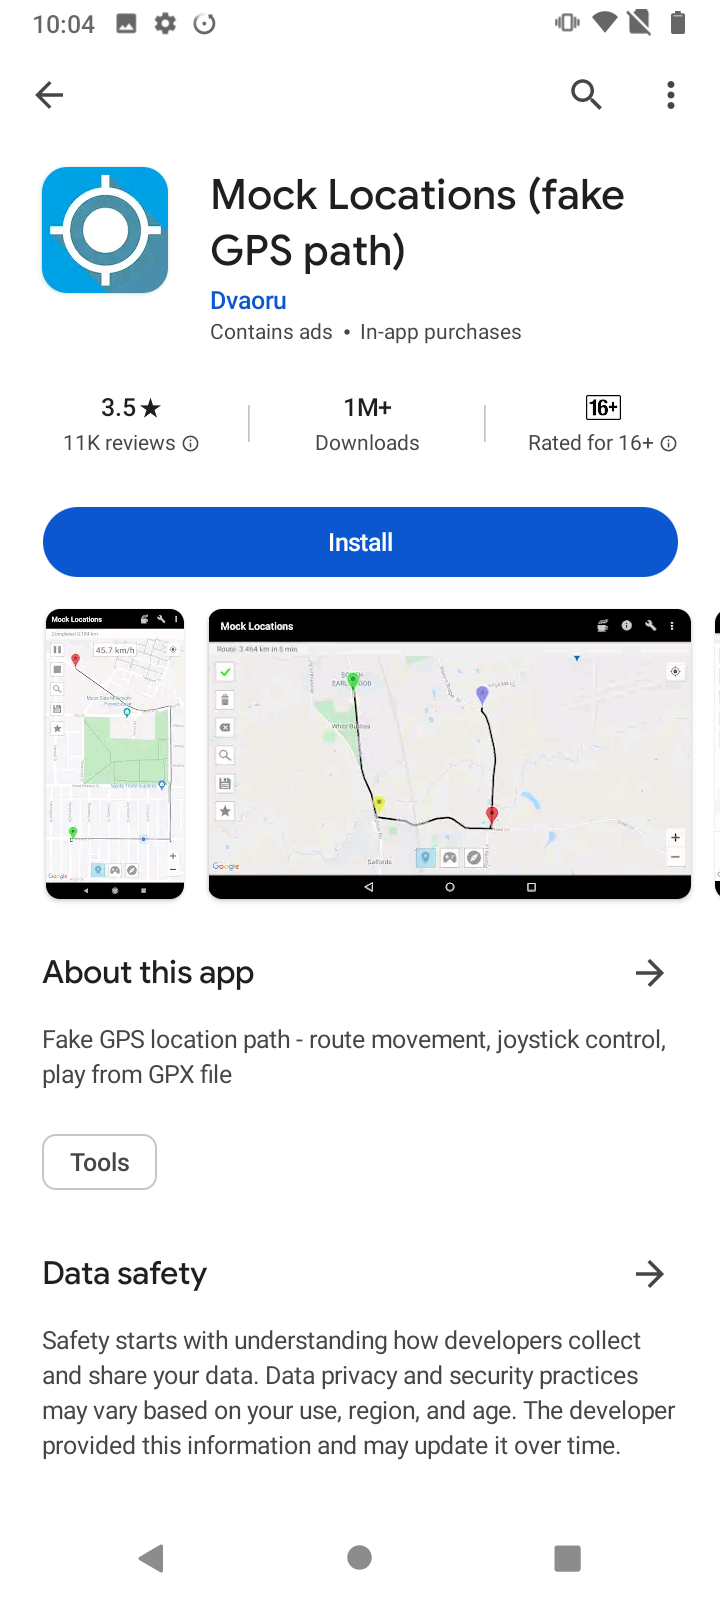 10:04
Mock Locations (fake
GPS path)
Dvaoru
Contains ads • In-app purchases
3.5★
11K reviews
1M+
Downloads
16+
Rated for 16+
Install
Mock Locations
45.7 km/h
Google
Mock Locations
Route: 3.464 km in 5 min
Salfords
Google
About this app
Fake GPS location path - route movement, joystick control,
play from GPX file
Tools
Data safety
Safety starts with understanding how developers collect
and share your data. Data privacy and security practices
may vary based on your use, region, and age. The developer
provided this information and may update it over time.